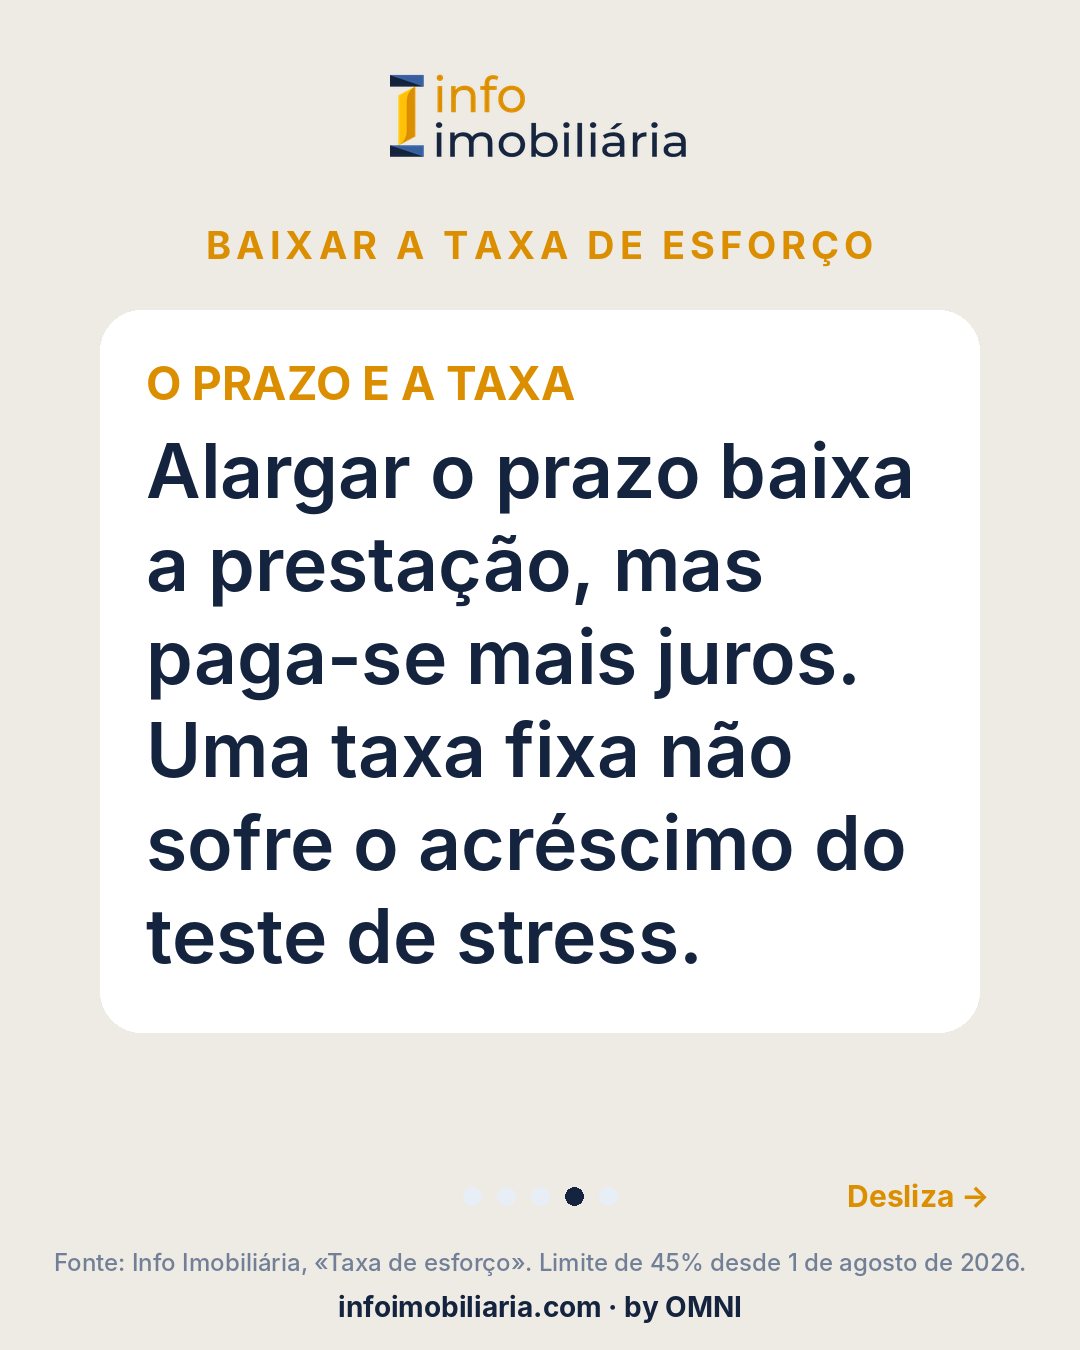 info
imobiliária
BAIXAR A TAXA DE ESFORÇO
O PRAZO E A TAXA
Alargar o prazo baixa
a prestação, mas
paga-se mais juros.
Uma taxa fixa não
sofre o acréscimo do
teste de stress.
Desliza →
Fonte: Info Imobiliária, «Taxa de esforço». Limite de 45% desde 1 de agosto de 2026.
infoimobiliaria.com · by OMNI